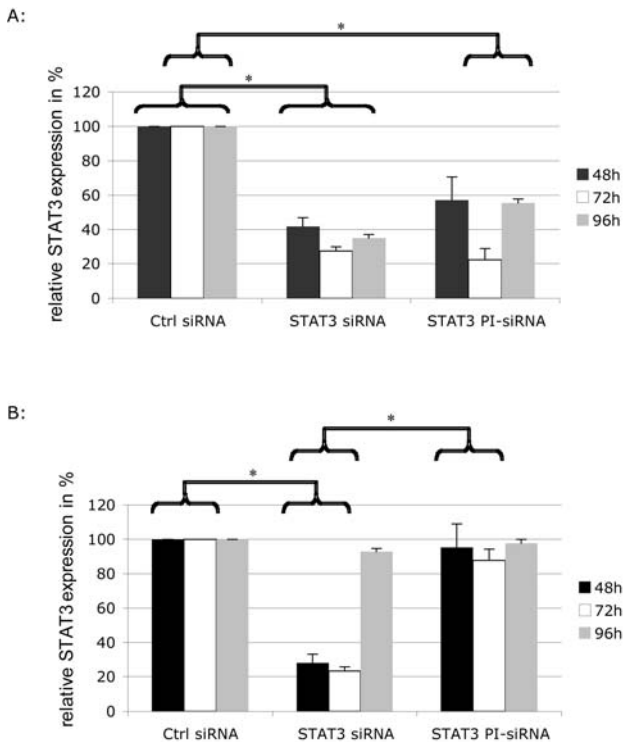 A:
*
*
relative STAT3 expression in %
120
100
80
60
40
20
0
Ctrl siRNA
STAT3 siRNA
STAT3 PI-siRNA
48h
72h
96h
B:
*
*
relative STAT3 expression in %
120
100
80
60
40
20
0
Ctrl siRNA
STAT3 siRNA
STAT3 PI-siRNA
48h
72h
96h